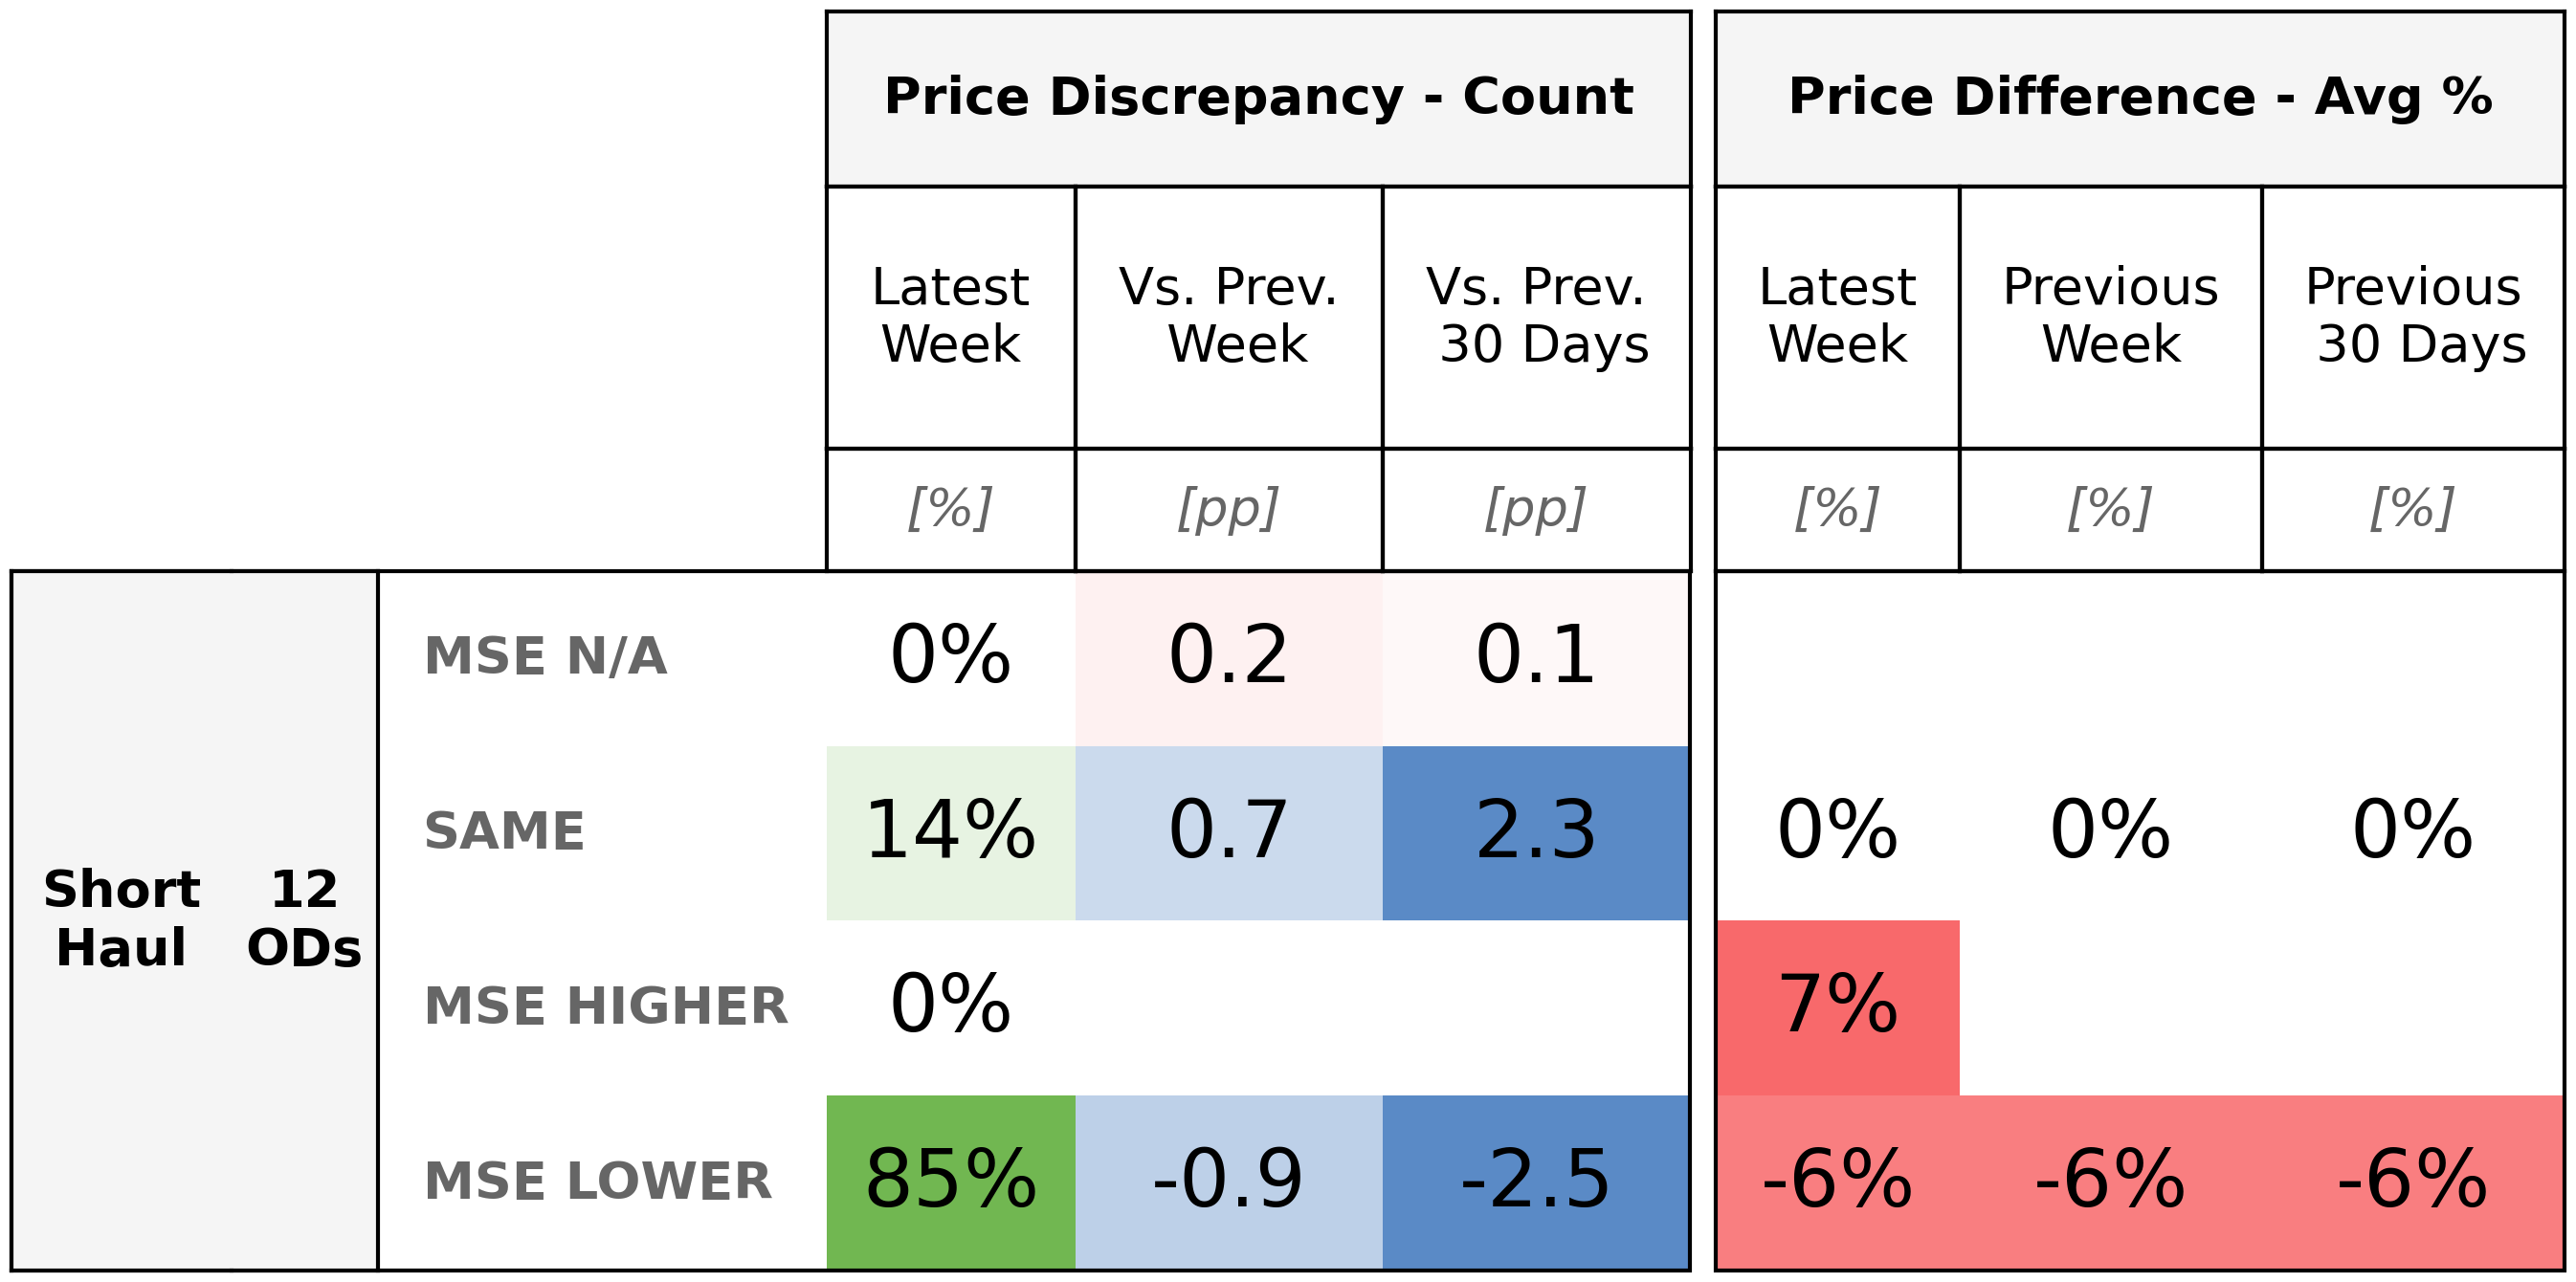 Price Discrepancy - Count
Price Difference - Avg %
Latest
Week
Vs. Prev.
Week
Vs. Prev.
30 Days
Latest
Week
Previous
Week
Previous
30 Days
[%]
[pp]
[pp]
[%]
[%]
[%]
Short
Haul
12
ODs
MSE N/A
0%
0.2
0.1
SAME
14%
0.7
2.3
0%
0%
0%
MSE HIGHER
0%
7%
MSE LOWER
85%
-0.9
-2.5
-6%
-6%
-6%